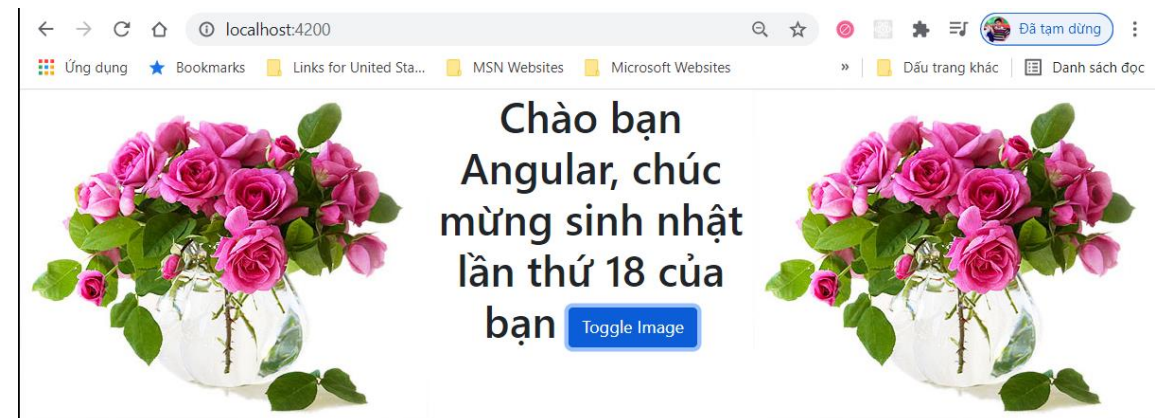 localhost:4200
Đã tạm dừng
Ứng dụng Bookmarks Links for United Sta... MSN Websites Microsoft Websites » Dấu trang khác Danh sách đọc
Chào bạn
Angular, chúc
mừng sinh nhật
lần thứ 18 của
bạn Toggle Image